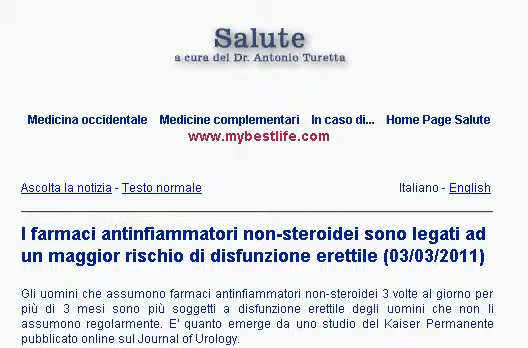 Salute
a cura del Dr. Antonio Turetta
Medicina occidentale Medicine complementari In caso di... Home Page Salute
www.mybestlife.com
Ascolta la notizia - Testo normale Italiano - English
I farmaci antinfiammatori non-steroidei sono legati ad
un maggior rischio di disfunzione erettile (03/03/2011)
Gli uomini che assumono farmaci antinfiammatori non-steroidei 3 volte al giorno per
più di 3 mesi sono più soggetti a disfunzione erettile degli uomini che non li
assumono regolarmente. E' quanto emerge da uno studio del Kaiser Permanente
pubblicato online sul Journal of Urology.